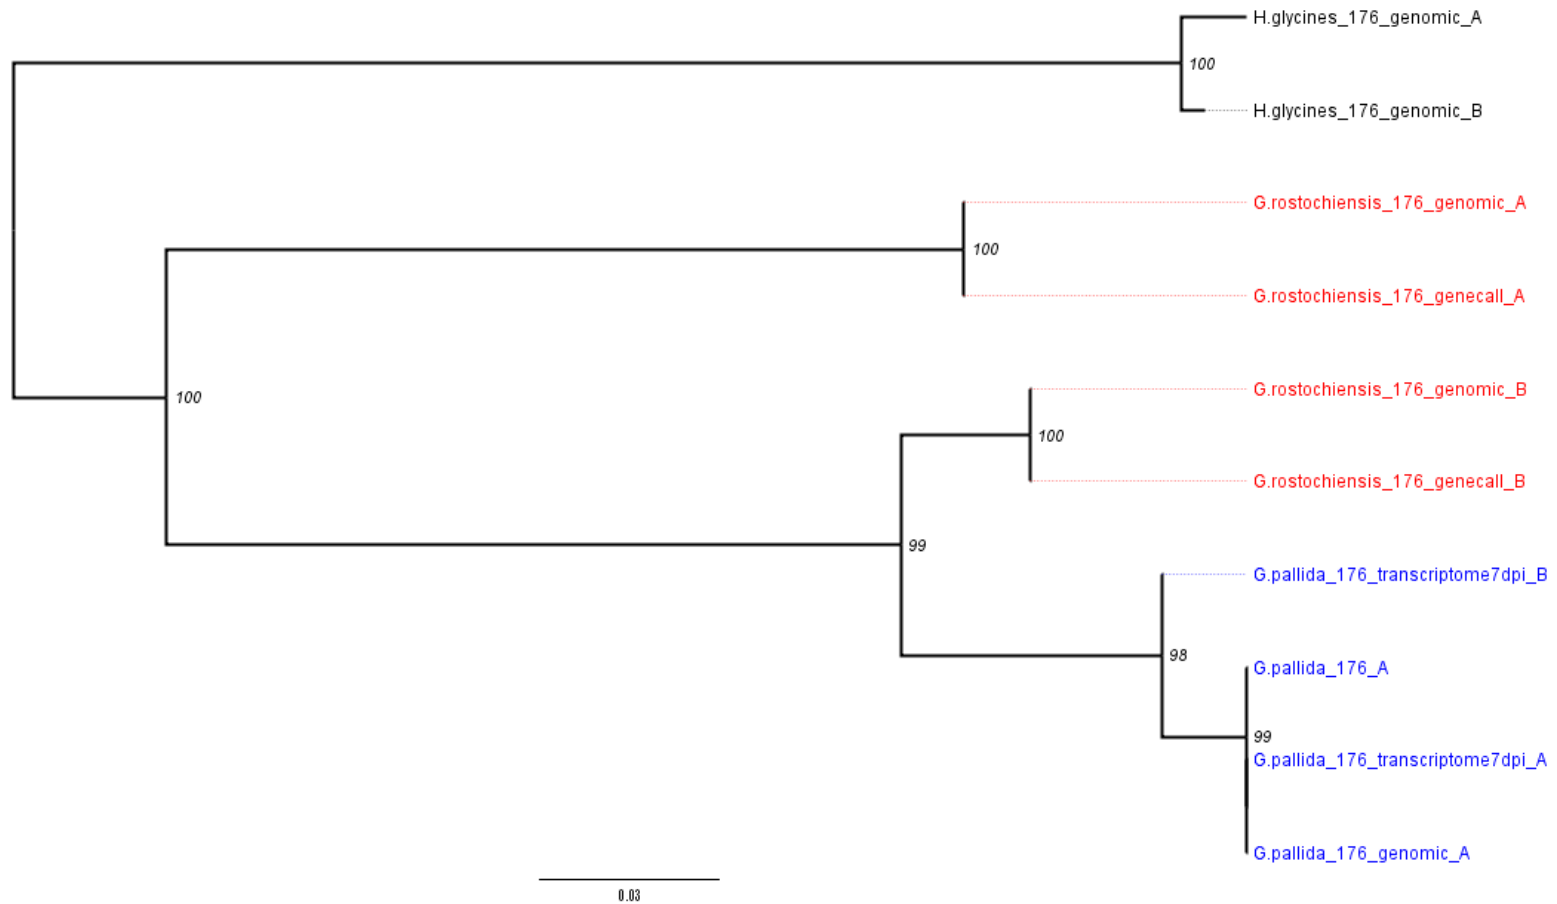 H.glycines_176_genomic_A
100
H.glycines_176_genomic_B
G.rostochiensis_176_genomic_A
100
G.rostochiensis_176_genecall_A
G.rostochiensis_176_genomic_B
100
100
G.rostochiensis_176_genecall_B
99
G.pallida_176_transcriptome7dpi_B
98
G.pallida_176_A
99
G.pallida_176_transcriptome7dpi_A
G.pallida_176_genomic_A
0.03